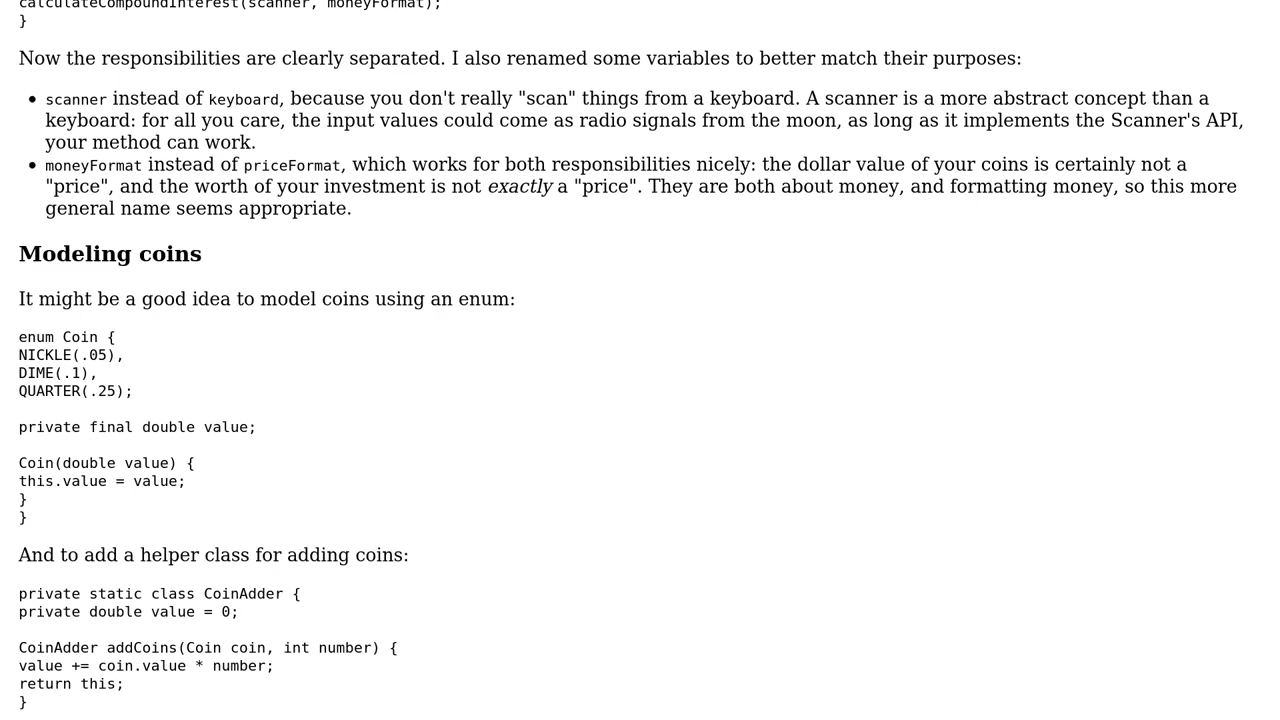 calculateCompoundInterest(scanner, moneyFormat);
}
Now the responsibilities are clearly separated. I also renamed some variables to better match their purposes:
• scanner instead of keyboard, because you don't really "scan" things from a keyboard. A scanner is a more abstract concept than a
keyboard: for all you care, the input values could come as radio signals from the moon, as long as it implements the Scanner's API,
your method can work.
• moneyFormat instead of priceFormat, which works for both responsibilities nicely: the dollar value of your coins is certainly not a
"price", and the worth of your investment is not exactly a "price". They are both about money, and formatting money, so this more
general name seems appropriate.
Modeling coins
It might be a good idea to model coins using an enum:
enum Coin {
NICKLE(.05),
DIME(.1),
QUARTER(.25);
private final double value;
Coin(double value) {
this.value = value;
}
}
And to add a helper class for adding coins:
private static class CoinAdder {
private double value = 0;
CoinAdder addCoins(Coin coin, int number) {
value += coin.value * number;
return this;
}